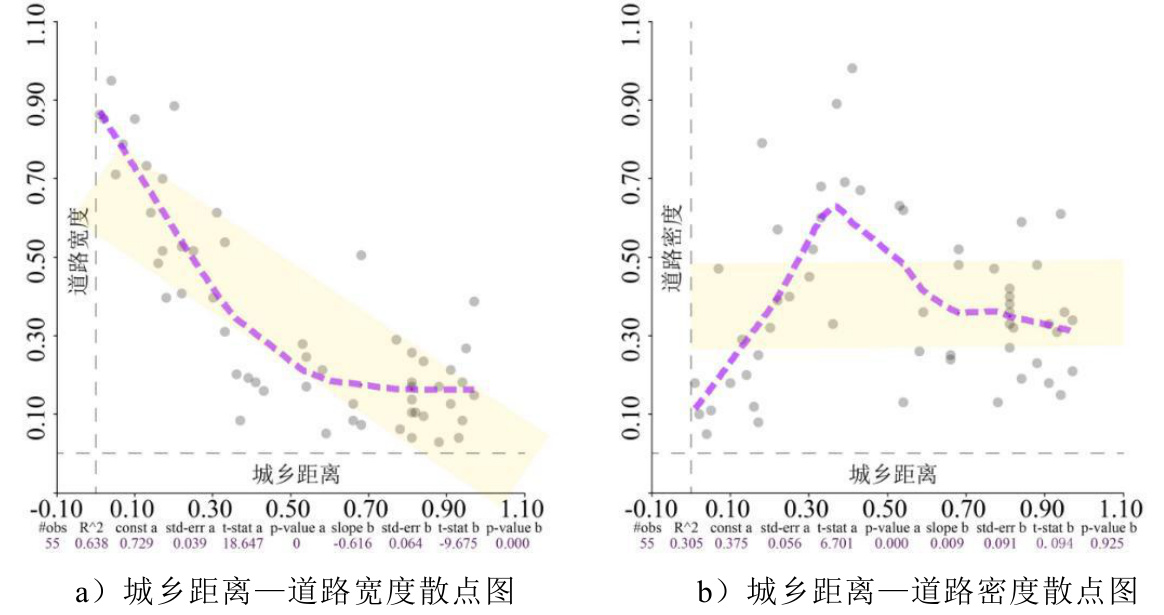 1.10
0.90
0.70
0.50
0.30
0.10
道路宽度
城乡距离
-0.10 0.10 0.30 0.50 0.70 0.90 1.10
#obs R^2 const a std-err a t-stat a p-value a slope b std-err b t-stat b p-value b
55 0.638 0.729 0.039 18.647 0 -0.616 0.064 -9.675 0.000
a）城乡距离—道路宽度散点图
1.10
0.90
0.70
0.50
0.30
0.10
道路密度
城乡距离
-0.10 0.10 0.30 0.50 0.70 0.90 1.10
#obs R^2 const a std-err a t-stat a p-value a slope b std-err b t-stat b p-value b
55 0.305 0.375 0.056 6.701 0.000 0.009 0.091 0.094 0.925
b）城乡距离—道路密度散点图